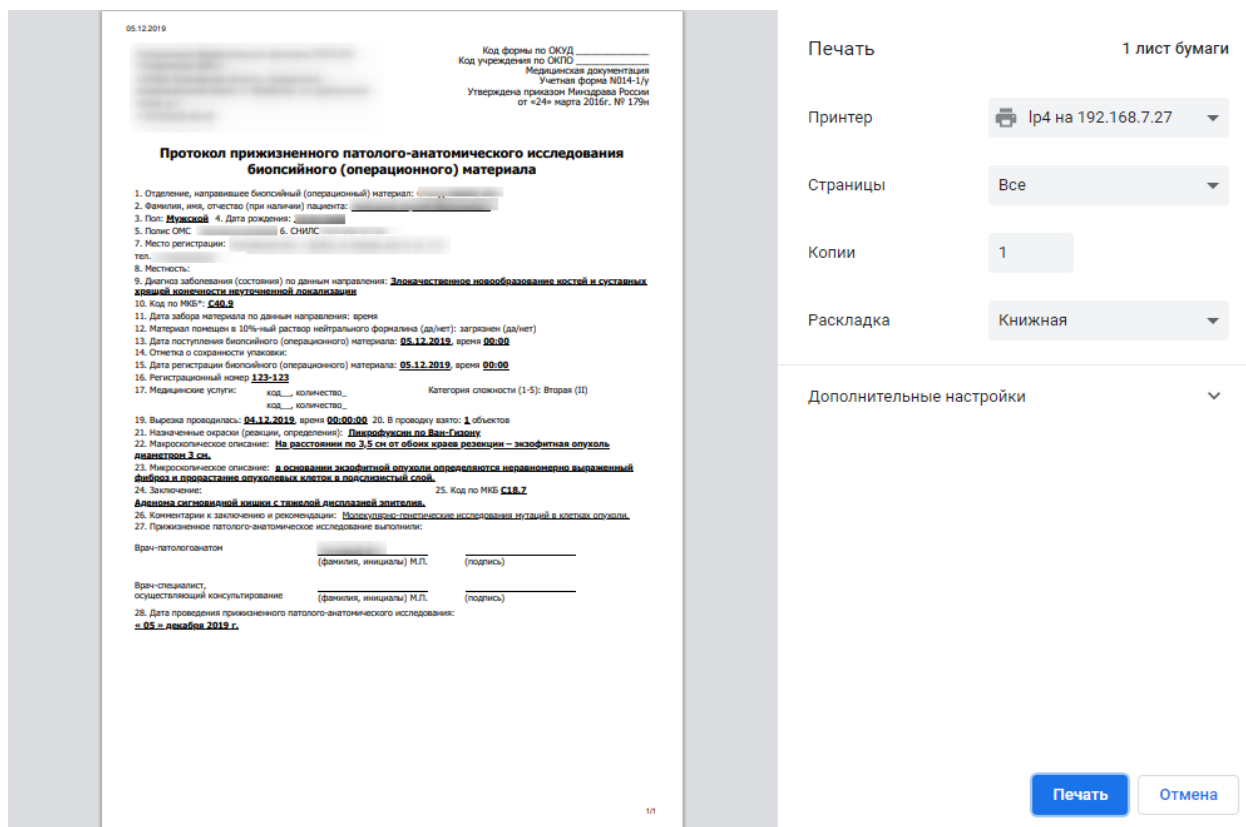 05.12.2019
Код формы по ОКУД ___________
Код учреждения по ОКПО ___________
Медицинская документация
Учетная форма N014-1/у
Утверждена приказом Минздрава России
от «24» марта 2016г. № 179н
Протокол прижизненного патолого-анатомического исследования
биопсийного (операционного) материала
1. Отделение, направившее биопсийный (операционный) материал:
2. Фамилия, имя, отчество (при наличии) пациента:
3. Пол: Мужской 4. Дата рождения:
5. Полис ОМС 6. СНИЛС
7. Место регистрации:
тел.
8. Местность:
9. Диагноз заболевания (состояния) по данным направления: Злокачественное новообразование костей и суставных
хрящей конечности неуточненной локализации
10. Код по МКБ*: C40.9
11. Дата забора материала по данным направления: время
12. Материал помещен в 10%-ный раствор нейтрального формалина (да/нет): загрязнен (да/нет)
13. Дата поступления биопсийного (операционного) материала: 05.12.2019, время 00:00
14. Отметка о сохранности упаковки:
15. Дата регистрации биопсийного (операционного) материала: 05.12.2019, время 00:00
16. Регистрационный номер 123-123
17. Медицинские услуги: код__, количество_ Категория сложности (1-5): Вторая (II)
код__, количество_
19. Вырезка проводилась: 04.12.2019, время 00:00:00 20. В проводку взято: 1 объектов
21. Назначенные окраски (реакции, определения): Пикрофуксин по Ван-Гизону
22. Макроскопическое описание: На расстоянии по 3,5 см от обоих краев резекции – экзофитная опухоль
диаметром 3 см.
23. Микроскопическое описание: в основании экзофитной опухоли определяются неравномерно выраженный
фиброз и прорастание опухолевых клеток в подслизистый слой.
24. Заключение: 25. Код по МКБ C18.7
Аденома сигмовидной кишки с тяжелой дисплазией эпителия.
26. Комментарии к заключению и рекомендации: Молекулярно-генетические исследования мутаций в клетках опухоли.
27. Прижизненное патолого-анатомическое исследование выполнили:
Врач-патологоанатом
(фамилия, инициалы) М.П. (подпись)
Врач-специалист,
осуществляющий консультирование
(фамилия, инициалы) М.П. (подпись)
28. Дата проведения прижизненного патолого-анатомического исследования:
« 05 » декабря 2019 г.
1/1
Печать 1 лист бумаги
Принтер lp4 на 192.168.7.27
Страницы Все
Копии 1
Раскладка Книжная
Дополнительные настройки
Печать Отмена